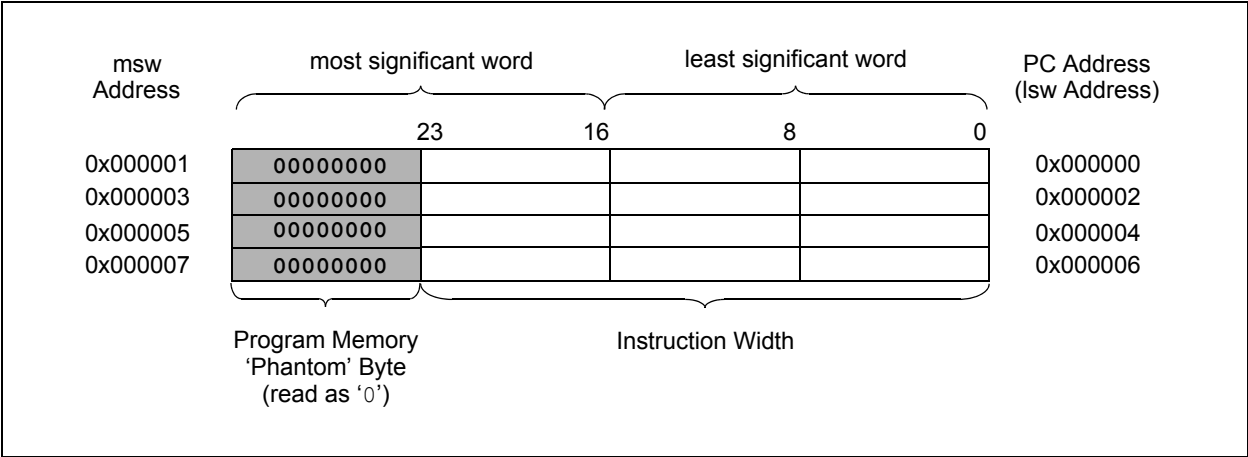 msw
Address
most significant word
least significant word
PC Address
(lsw Address)
23
16
8
0
0x000001
00000000
0x000000
0x000003
00000000
0x000002
0x000005
00000000
0x000004
0x000007
00000000
0x000006
Program Memory
‘Phantom’ Byte
(read as ‘0’)
Instruction Width